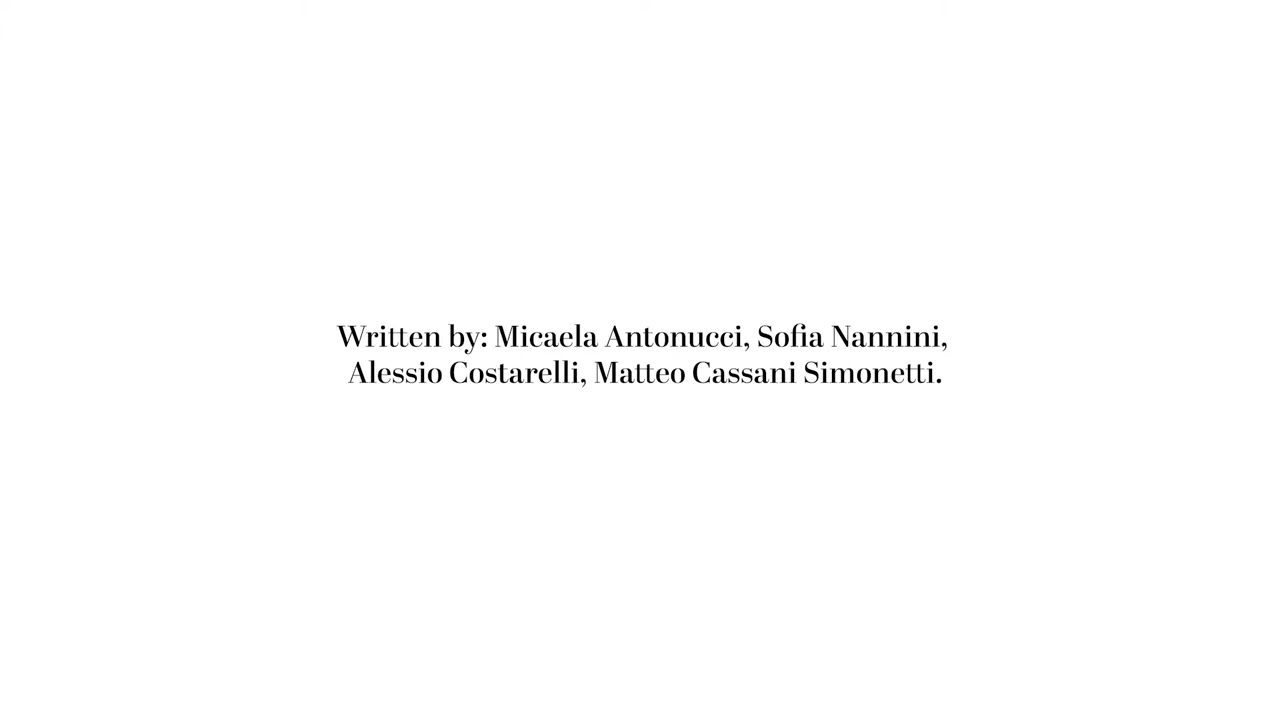 Written by: Micaela Antonucci, Sofia Nannini,
Alessio Costarelli, Matteo Cassani Simonetti.